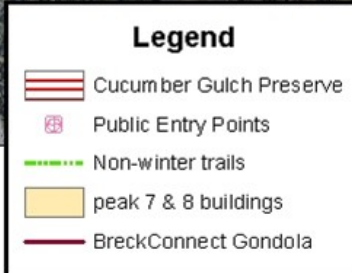 Legend
Cucumber Gulch Preserve
Public Entry Points
Non-winter trails
peak 7 & 8 buildings
BreckConnect Gondola